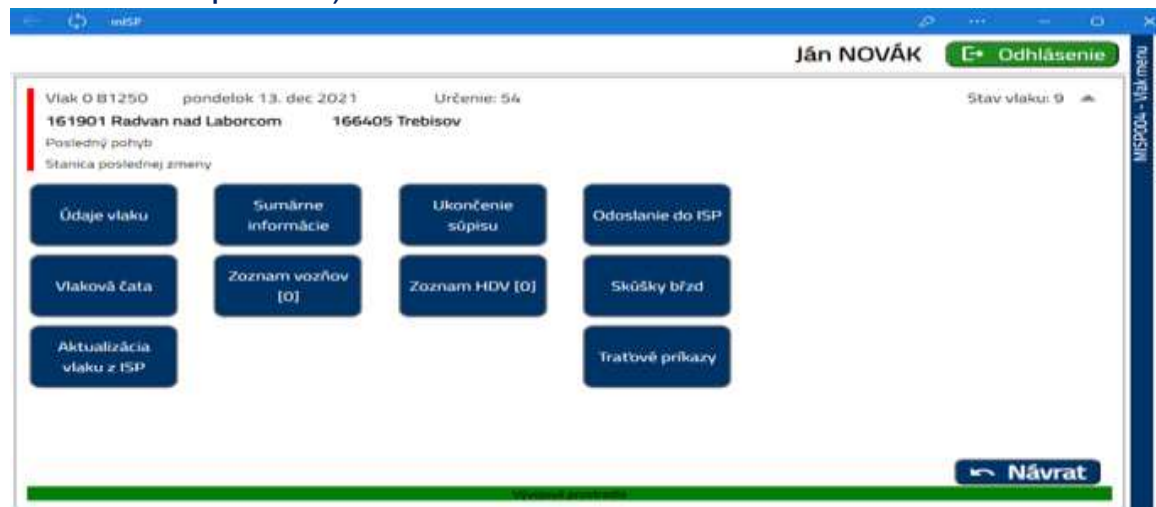 mISP
Ján NOVÁK Odhlásenie
Vlak 0 81250 pondelok 13. dec 2021 Určenie: 54 Stav vlaku: 9
161901 Radvan nad Laborcom 166405 Trebisov
Posledný pohyb
Stanica poslednej zmeny
Údaje vlaku
Sumárne
informácie
Ukončenie
súpisu
Odoslanie do ISP
Vlaková čata
Zoznam vozňov
[0]
Zoznam HDV [0]
Skúšky bŕzd
Aktualizácia
vlaku z ISP
Traťové príkazy
Návrat
MISP004 - Vlak menu